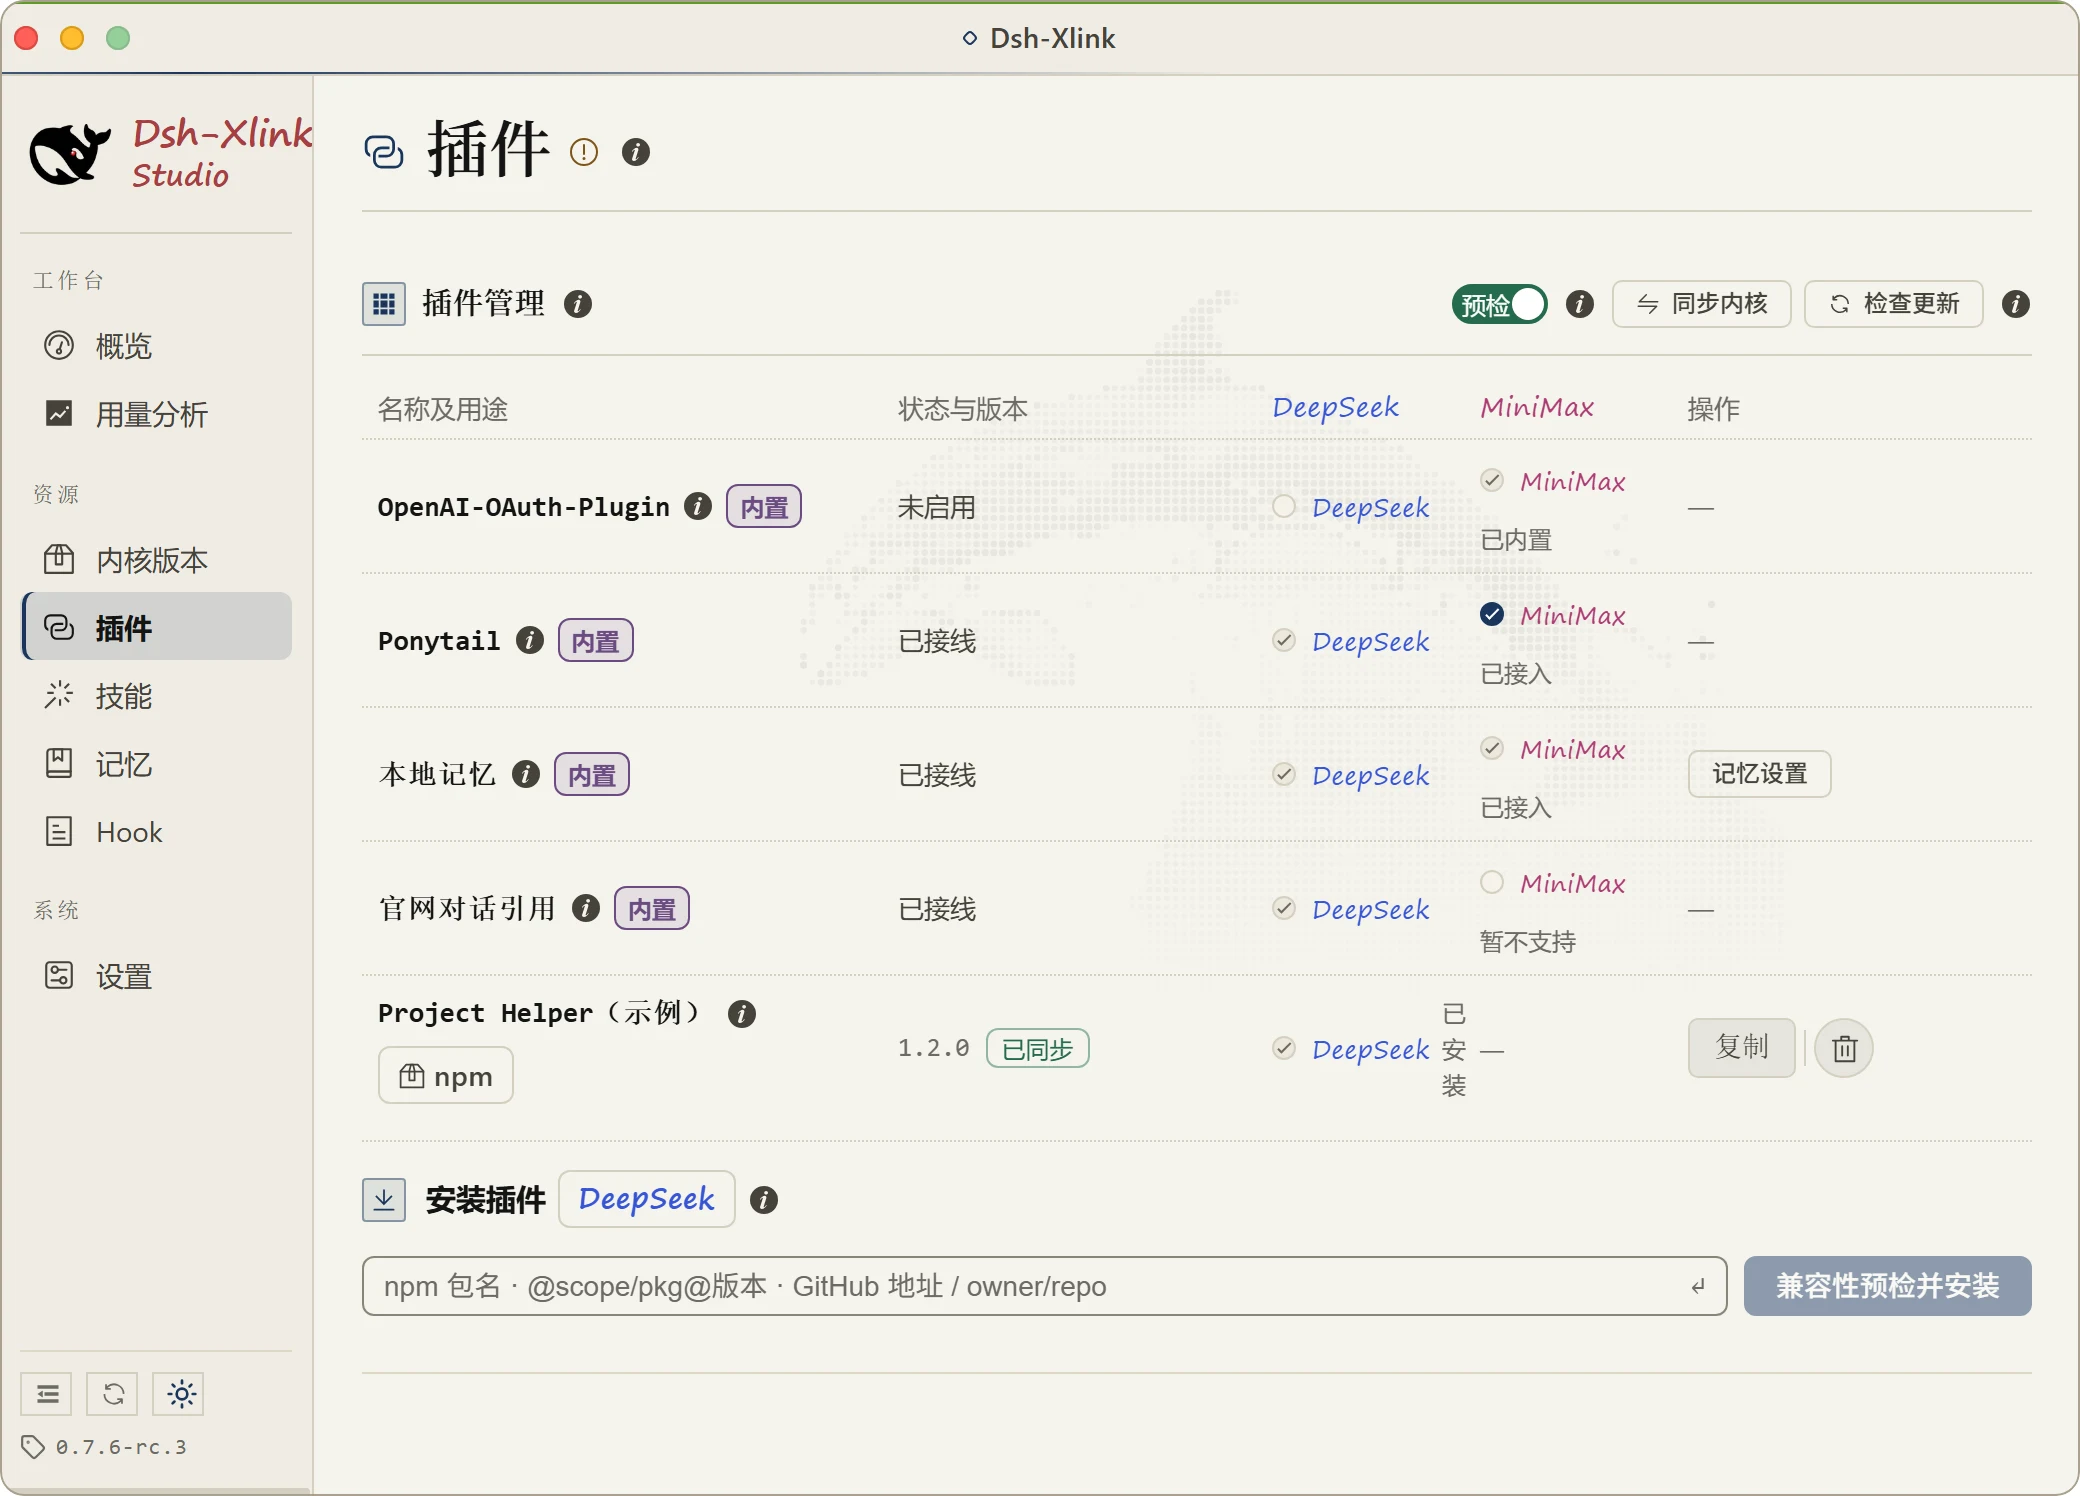 Dsh-Xlink
Dsh-Xlink
Studio
工作台
概览
用量分析
资源
内核版本
插件
技能
记忆
Hook
系统
设置
0.7.6-rc.3
插件
插件管理
预检
同步内核
检查更新
名称及用途
状态与版本
DeepSeek
MiniMax
操作
OpenAI-OAuth-Plugin
内置
未启用
DeepSeek
MiniMax
已内置
—
Ponytail
内置
已接线
DeepSeek
MiniMax
已接入
—
本地记忆
内置
已接线
DeepSeek
MiniMax
已接入
记忆设置
官网对话引用
内置
已接线
DeepSeek
MiniMax
暂不支持
—
Project Helper（示例）
npm
1.2.0
已同步
DeepSeek
已
安
装
—
复制
安装插件
DeepSeek
npm 包名 · @scope/pkg@版本 · GitHub 地址 / owner/repo
兼容性预检并安装